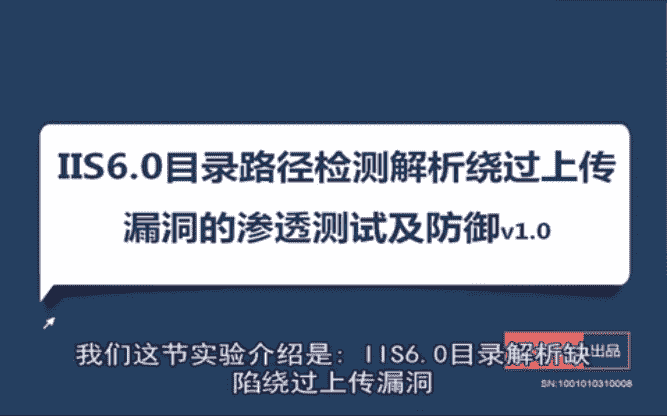 IIS6.0目录路径检测解析绕过上传
漏洞的渗透测试及防御v1.0
我们这节实验介绍是: IIS6.0目录解析缺
陷绕过上传漏洞
出品
SN:1001010310008